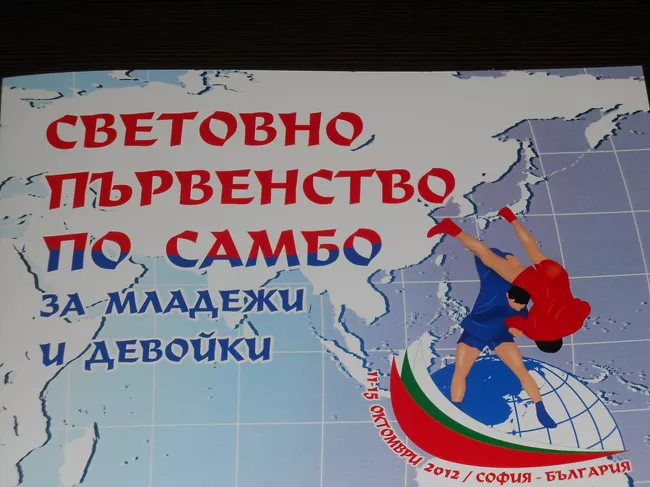 СВЕТОВНО
ПЪРВЕНСТВО
ПО САМБО
ЗА МЛАДЕЖИ
И ДЕВОЙКИ
11-15 ОКТОМВРИ 2012 / СОФИЯ - БЪЛГАРИЯ